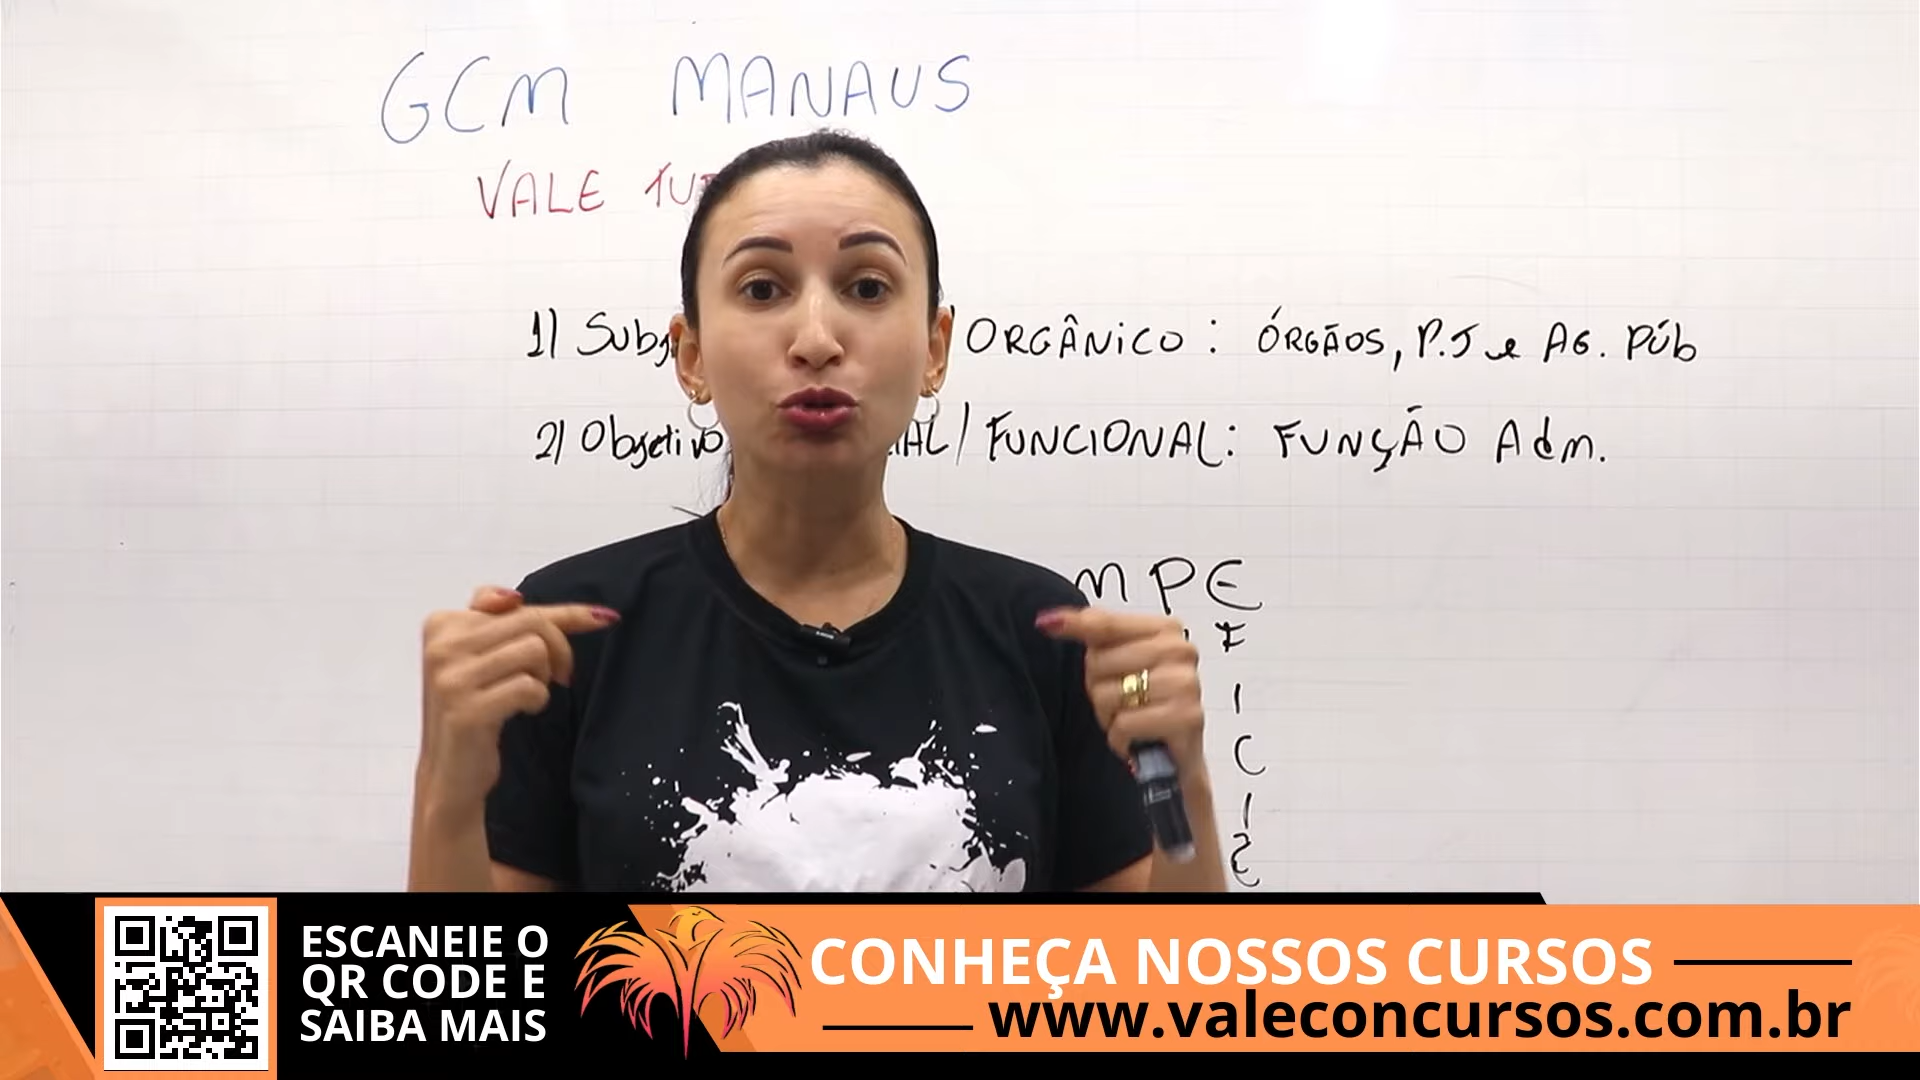 GCM MANAUS
VALE
1) ORGÂNICO: ÓRGÃOS, P.J e AG. PÚB
2) Objetivo / FUNCIONAL: FUNÇÃO Adm.
MPE
F
I
C
I
ESCANEIE O
QR CODE E
SAIBA MAIS
CONHEÇA NOSSOS CURSOS
www.valeconcursos.com.br